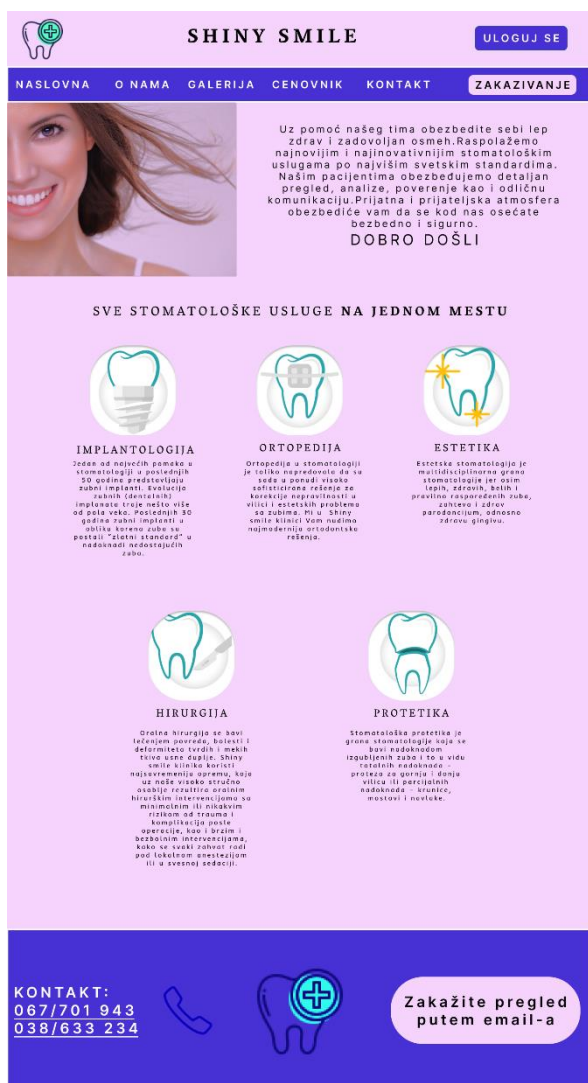 SHINY SMILE
ULOGUJ SE
NASLOVNA O NAMA GALERIJA CENOVNIK KONTAKT ZAKAZIVANJE
Uz pomoć našeg tima obezbedite sebi lep
zdrav i zadovoljan osmeh.Raspolažemo
najnovijim i najinovativnijim stomatološkim
uslugama po najvišim svetskim standardima.
Našim pacijentima obezbeđujemo detaljan
pregled, analize, poverenje kao i odličnu
komunikaciju.Prijatna i prijateljska atmosfera
obezbediće vam da se kod nas osećate
bezbedno i sigurno.
DOBRO DOŠLI
SVE STOMATOLOŠKE USLUGE NA JEDNOM MESTU
IMPLANTOLOGIJA
Jedan od najvećih pomaka u
stomatologiji u poslednjih
50 godina predstavljaju
zubni implanti. Evolucija
zubnih (dentalnih)
implanata traje nešto više
od pola veka. Poslednjih 30
godina zubni implanti u
obliku korena zuba su
postali "zlatni standard" u
nadoknadi nedostajućih
zuba.
ORTOPEDIJA
Ortopedija u stomatologiji
je toliko napredovala da su
sada u ponudi visoko
sofisticirana rešenja za
korekcije nepravilnosti u
vilici i estetskih problema
sa zubima. Mi u Shiny
smile klinici Vam nudimo
najmodernija ortodontska
rešenja.
ESTETIKA
Estetska stomatologija je
multidisciplinarna grana
stomatologije jer osim
lepih, zdravih, belih i
pravilno raspoređenih zuba,
zahteva i zdrav
parodoncijum, odnosno
zdravu gingivu.
HIRURGIJA
Oralna hirurgija se bavi
lečenjem povreda, bolesti i
deformiteta tvrdih i mekih
tkiva usne duplje. Shiny
smile klinika koristi
najsavremeniju opremu, koja
uz naše visoko stručno
osoblje rezultira oralnim
hirurškim intervencijama sa
minimalnim ili nikakvim
rizikom od trauma i
komplikacija posle
operacije, kao i brzim i
bezbolnim intervencijama,
kako se svaki zahvat radi
pod lokalnom anestezijom
ili u svesnoj sedaciji.
PROTETIKA
Stomatološka protetika je
grana stomatologije koja se
bavi nadoknadom
izgubljenih zuba i to u vidu
totalnih nadoknada -
proteza za gornju i donju
vilicu ili parcijalnih
nadoknada - krunice,
mostovi i navlake.
KONTAKT:
067/701 943
038/633 234
Zakažite pregled
putem email-a